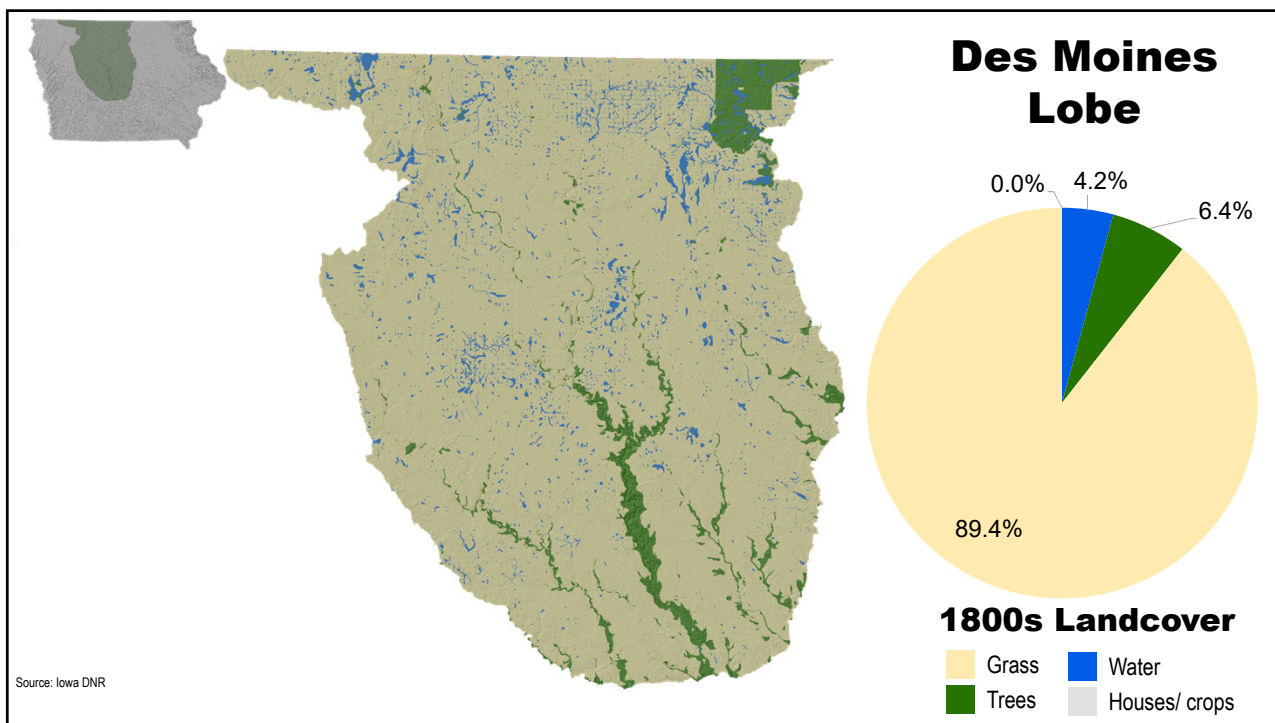 Des Moines
Lobe
0.0%
4.2%
6.4%
89.4%
1800s Landcover
Grass
Water
Trees
Houses/ crops
Source: Iowa DNR